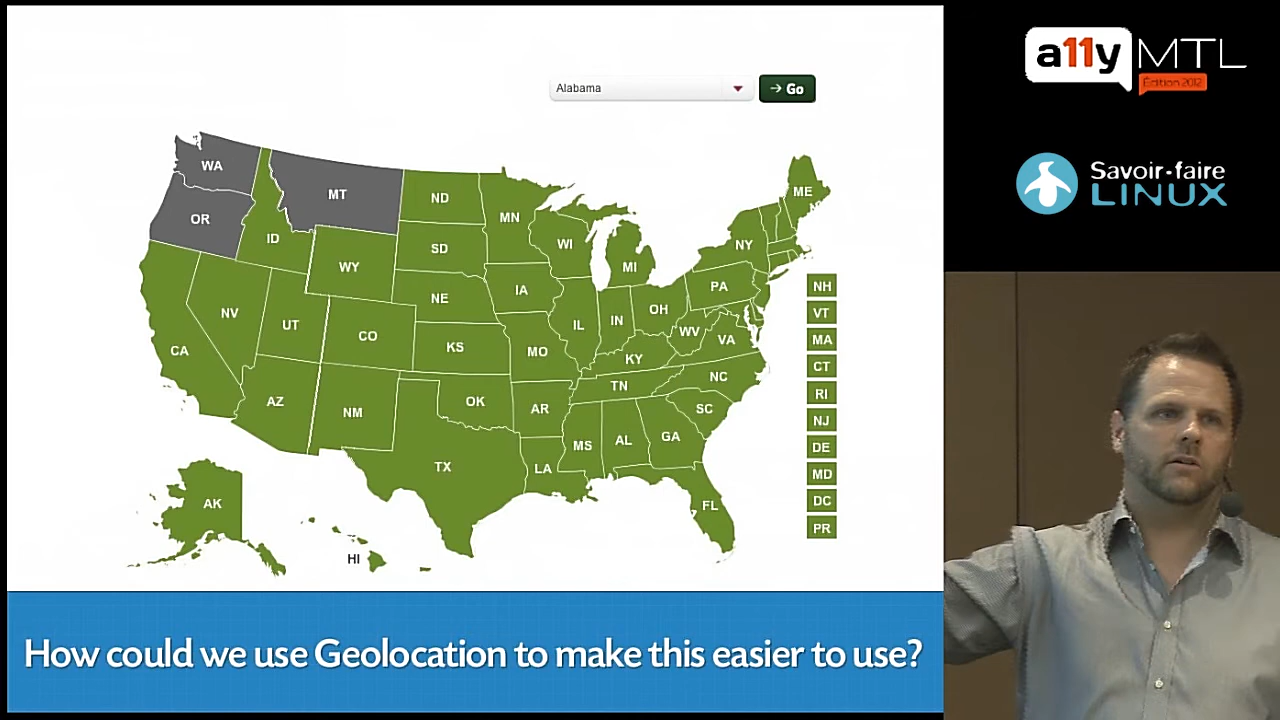 Alabama
→ Go
WA
MT
ND
MN
ME
OR
ID
SD
WI
NY
WY
MI
NV
NE
IA
PA
UT
CO
IL
IN
OH
CA
KS
MO
WV
VA
KY
AZ
NM
OK
AR
TN
NC
SC
TX
LA
MS
AL
GA
AK
FL
HI
NH
VT
MA
CT
RI
NJ
DE
MD
DC
PR
How could we use Geolocation to make this easier to use?
a11y MTL
Édition 2012
Savoir-faire
LINUX